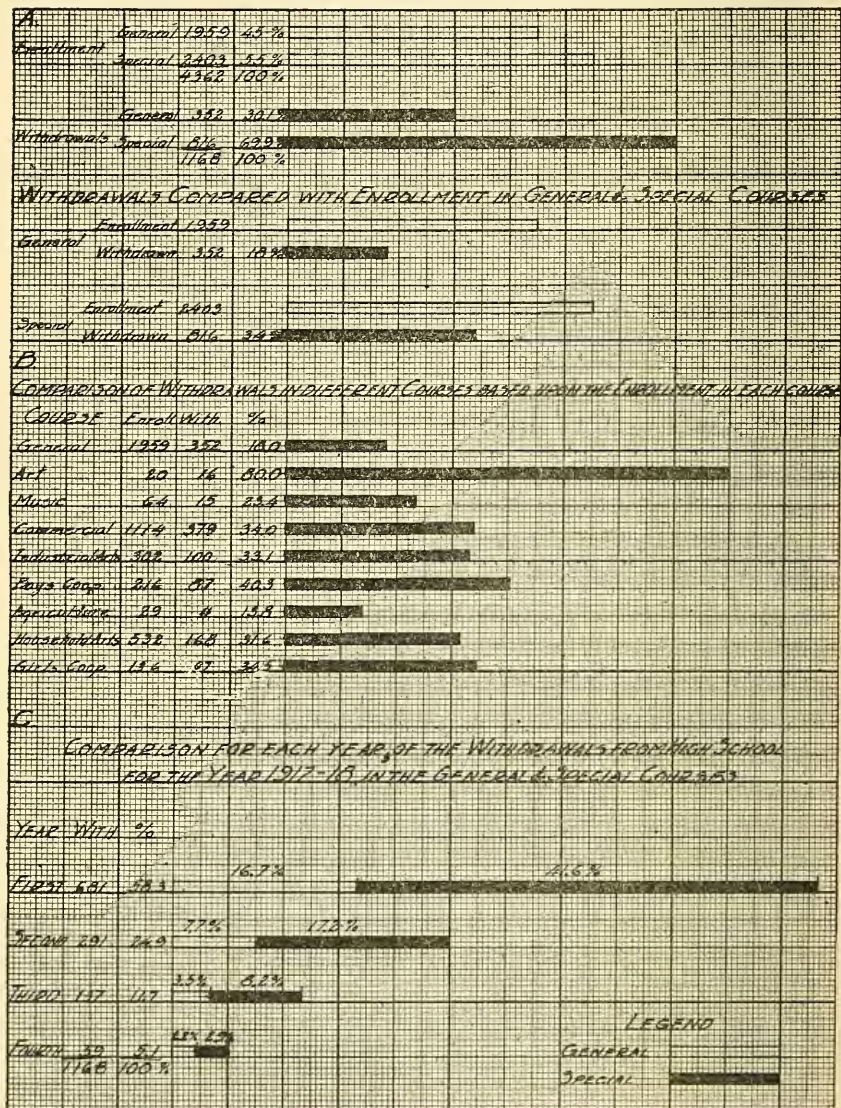 A.
General 1959 45%
Enrollment
Special 2403 55%
4362 100%
General 352 30.1%
Withdrawals Special 816 69.9%
1168 100%
WITHDRAWALS COMPARED WITH ENROLLMENT IN GENERAL & SPECIAL COURSES
Enrollment 1959
General
Withdrawn 352 18%
Enrollment 2403
Special
Withdrawn 816 34%
B
COMPARISON OF WITHDRAWALS IN DIFFERENT COURSES BASED UPON THE ENROLLMENT IN EACH COURSE
COURSE Enroll With. %
General 1959 352 18.0
Art 20 16 80.0
Music 64 15 23.4
Commercial 1114 379 34.0
Industrial Arts 302 100 33.1
Boys Coop. 216 87 40.3
Agriculture 29 4 13.8
Household Arts 532 168 31.6
Girls Coop.
C
COMPARISON FOR EACH YEAR, OF THE WITHDRAWALS FROM HIGH SCHOOL
FOR THE YEAR 1917-18, IN THE GENERAL & SPECIAL COURSES
YEAR WITH %
16.7% 41.6%
FIRST 681 58.3
7.7% 17.2%
SECOND 291 24.9
3.5% 8.2%
THIRD 137 11.7
LEGEND
FOURTH 59 5.1
GENERAL
1168 100%
SPECIAL